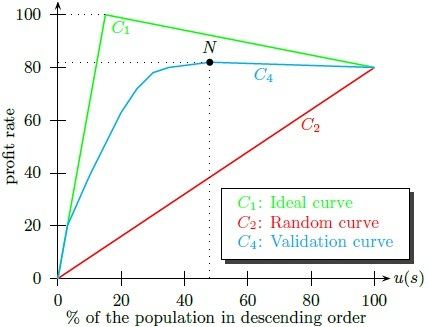 100
80
60
40
20
0
profit rate
C₁
N
C₄
C₂
C₁: Ideal curve
C₂: Random curve
C₄: Validation curve
0 20 40 60 80 100 u(s)
% of the population in descending order